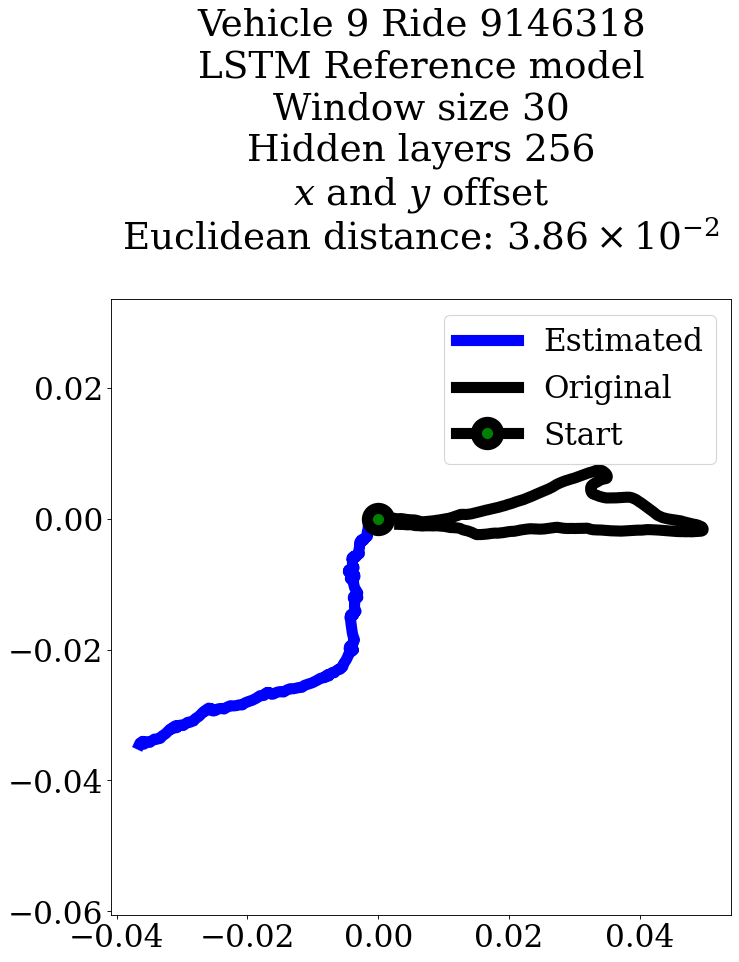 Vehicle 9 Ride 9146318
LSTM Reference model
Window size 30
Hidden layers 256
x and y offset
Euclidean distance: 3.86 × 10⁻²
Estimated
Original
Start
0.02
0.00
−0.02
−0.04
−0.06
−0.04 −0.02 0.00 0.02 0.04